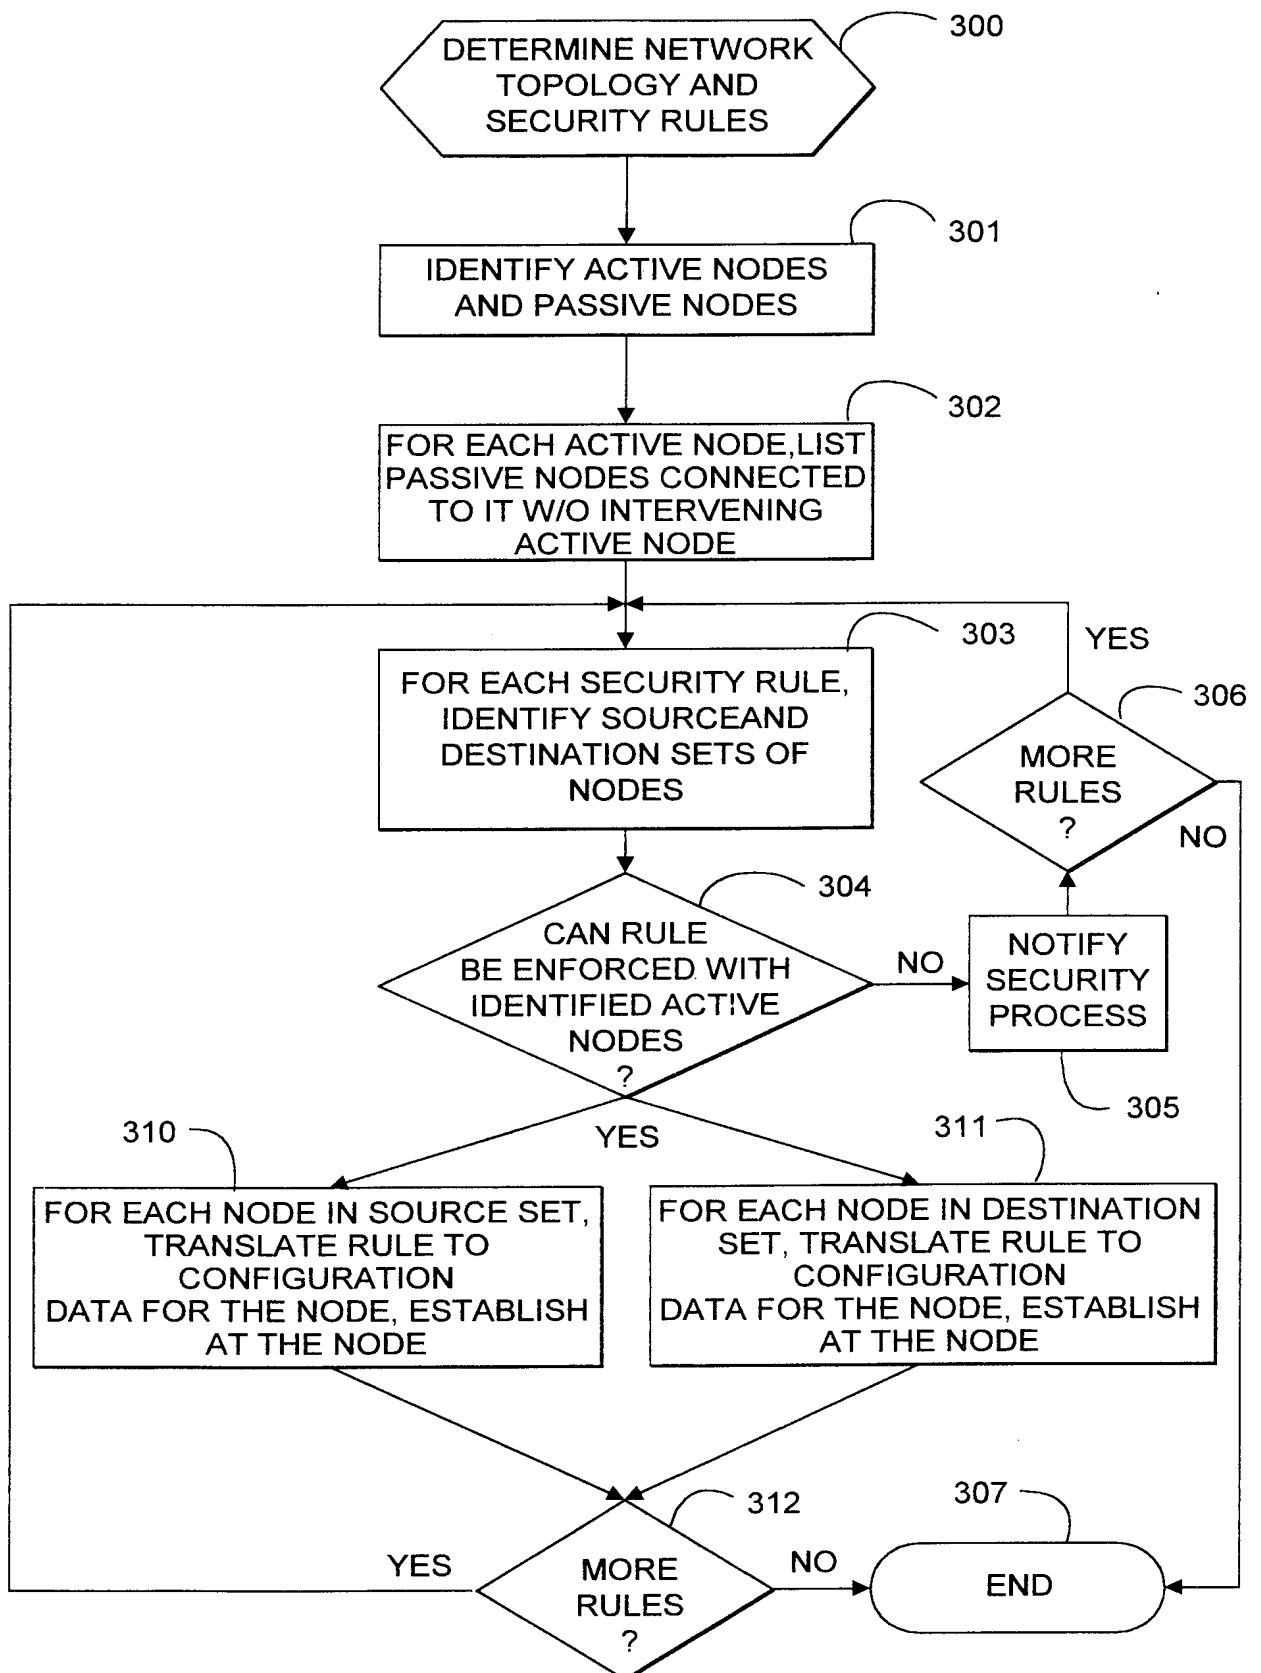 300
DETERMINE NETWORK
TOPOLOGY AND
SECURITY RULES
301
IDENTIFY ACTIVE NODES
AND PASSIVE NODES
302
FOR EACH ACTIVE NODE,LIST
PASSIVE NODES CONNECTED
TO IT W/O INTERVENING
ACTIVE NODE
303
FOR EACH SECURITY RULE,
IDENTIFY SOURCEAND
DESTINATION SETS OF
NODES
YES
306
MORE
RULES
?
NO
304
CAN RULE
BE ENFORCED WITH
IDENTIFIED ACTIVE
NODES
?
NO
NOTIFY
SECURITY
PROCESS
305
YES
310
FOR EACH NODE IN SOURCE SET,
TRANSLATE RULE TO
CONFIGURATION
DATA FOR THE NODE, ESTABLISH
AT THE NODE
311
FOR EACH NODE IN DESTINATION
SET, TRANSLATE RULE TO
CONFIGURATION
DATA FOR THE NODE, ESTABLISH
AT THE NODE
312
MORE
RULES
?
YES
NO
307
END